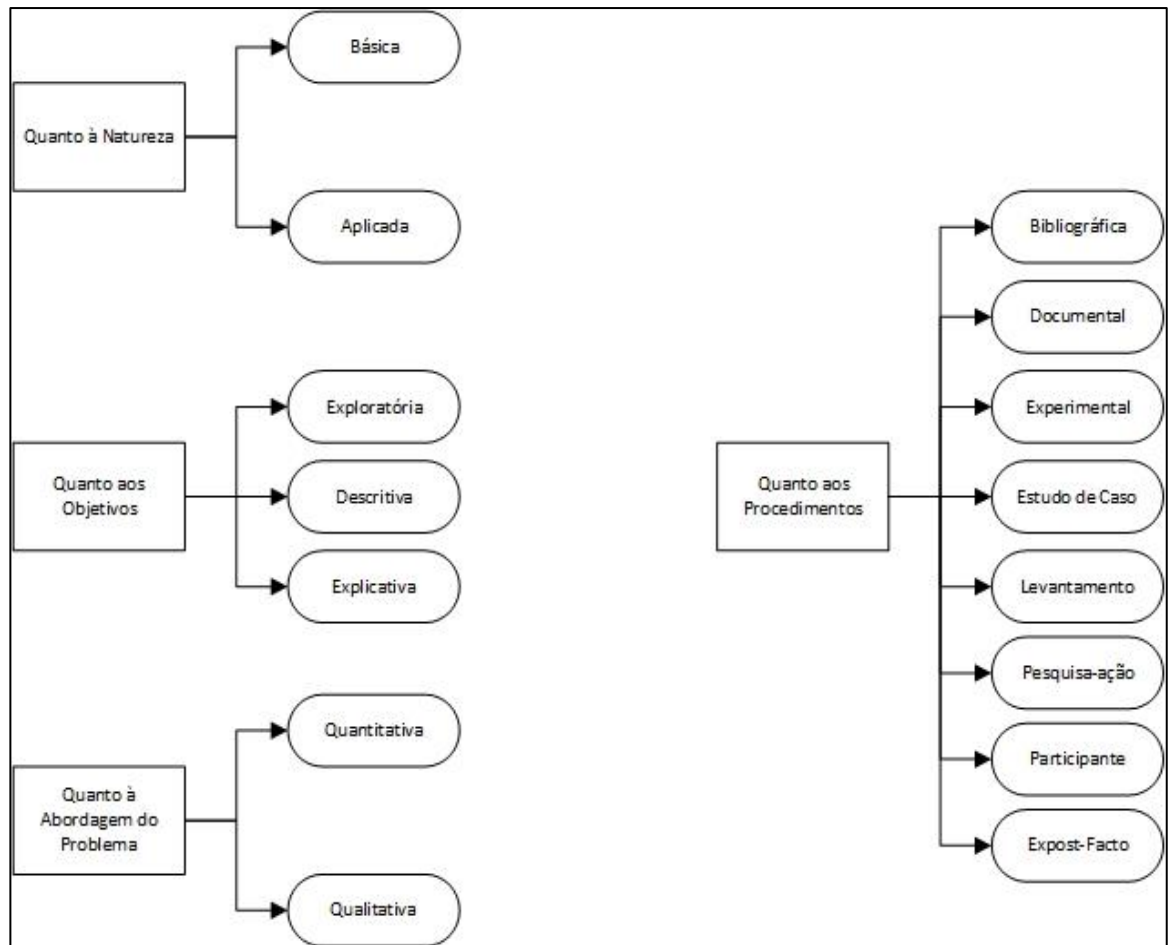 Quanto à Natureza
Básica
Aplicada
Quanto aos
Objetivos
Exploratória
Descritiva
Explicativa
Quanto à
Abordagem do
Problema
Quantitativa
Qualitativa
Quanto aos
Procedimentos
Bibliográfica
Documental
Experimental
Estudo de Caso
Levantamento
Pesquisa-ação
Participante
Expost-Facto